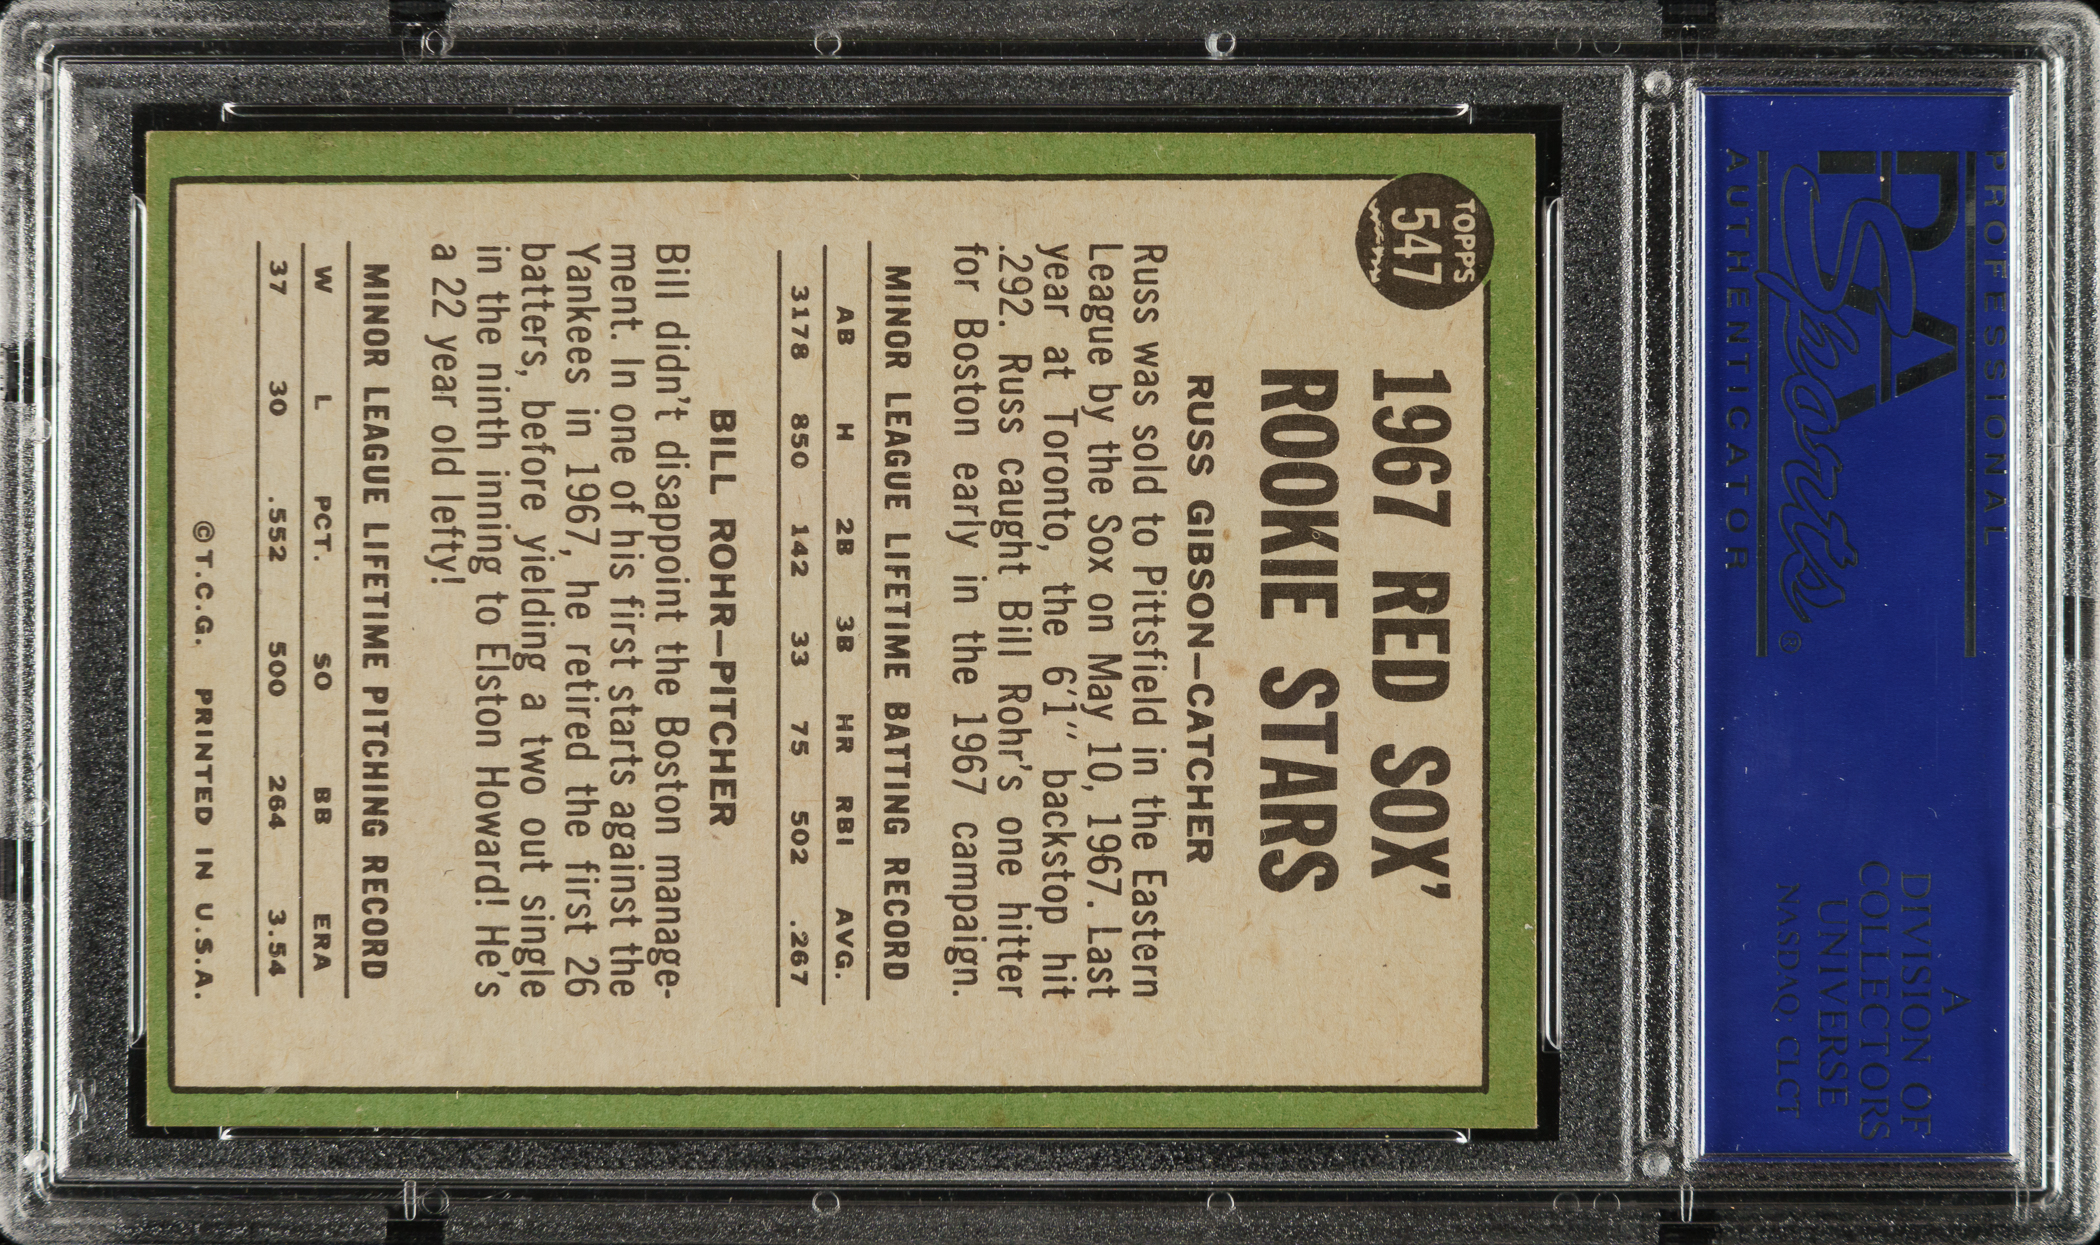 PROFESSIONAL
PSA
Sports®
AUTHENTICATOR
A
DIVISION OF
COLLECTORS
UNIVERSE
NASDAQ: CLCT
TOPPS
547
1967 RED SOX'
ROOKIE STARS
RUSS GIBSON—CATCHER
Russ was sold to Pittsfield in the Eastern
League by the Sox on May 10, 1967. Last
year at Toronto, the 6'1" backstop hit
.292. Russ caught Bill Rohr's one hitter
for Boston early in the 1967 campaign.
MINOR LEAGUE LIFETIME BATTING RECORD
AB H 2B 3B HR RBI AVG.
3178 850 142 33 75 502 .267
BILL ROHR—PITCHER
Bill didn't disappoint the Boston manage-
ment. In one of his first starts against the
Yankees in 1967, he retired the first 26
batters, before yielding a two out single
in the ninth inning to Elston Howard! He's
a 22 year old lefty!
MINOR LEAGUE LIFETIME PITCHING RECORD
W L PCT. SO BB ERA
37 30 .552 500 264 3.54
©T.C.G. PRINTED IN U.S.A.